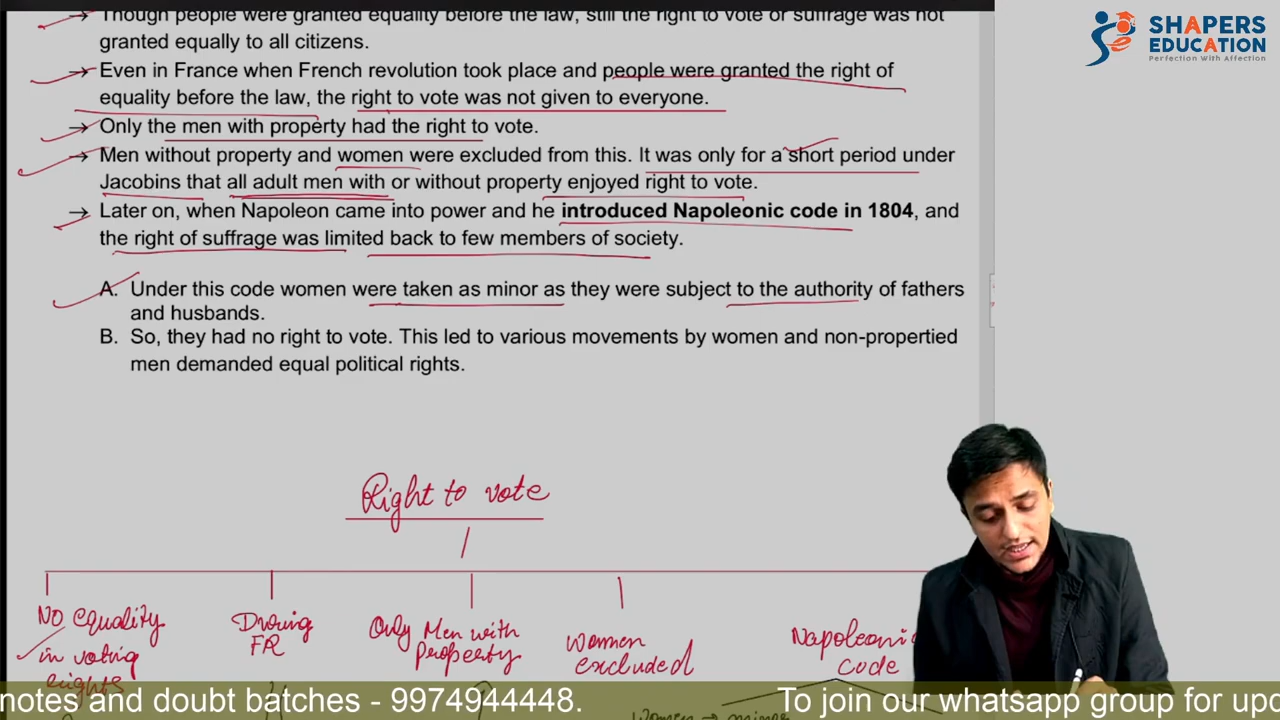 → Though people were granted equality before the law, still the right to vote or suffrage was not
granted equally to all citizens.
→ Even in France when French revolution took place and people were granted the right of
equality before the law, the right to vote was not given to everyone.
→ Only the men with property had the right to vote.
→ Men without property and women were excluded from this. It was only for a short period under
Jacobins that all adult men with or without property enjoyed right to vote.
→ Later on, when Napoleon came into power and he introduced Napoleonic code in 1804, and
the right of suffrage was limited back to few members of society.
A. Under this code women were taken as minor as they were subject to the authority of fathers
and husbands.
B. So, they had no right to vote. This led to various movements by women and non-propertied
men demanded equal political rights.
Right to vote
No equality
in voting
rights
During
FR
Only Men with
Property
Women
excluded
Napoleonic
code
Women → minor
SHAPERS
EDUCATION
Perfection With Affection
notes and doubt batches - 9974944448. To join our whatsapp group for upd